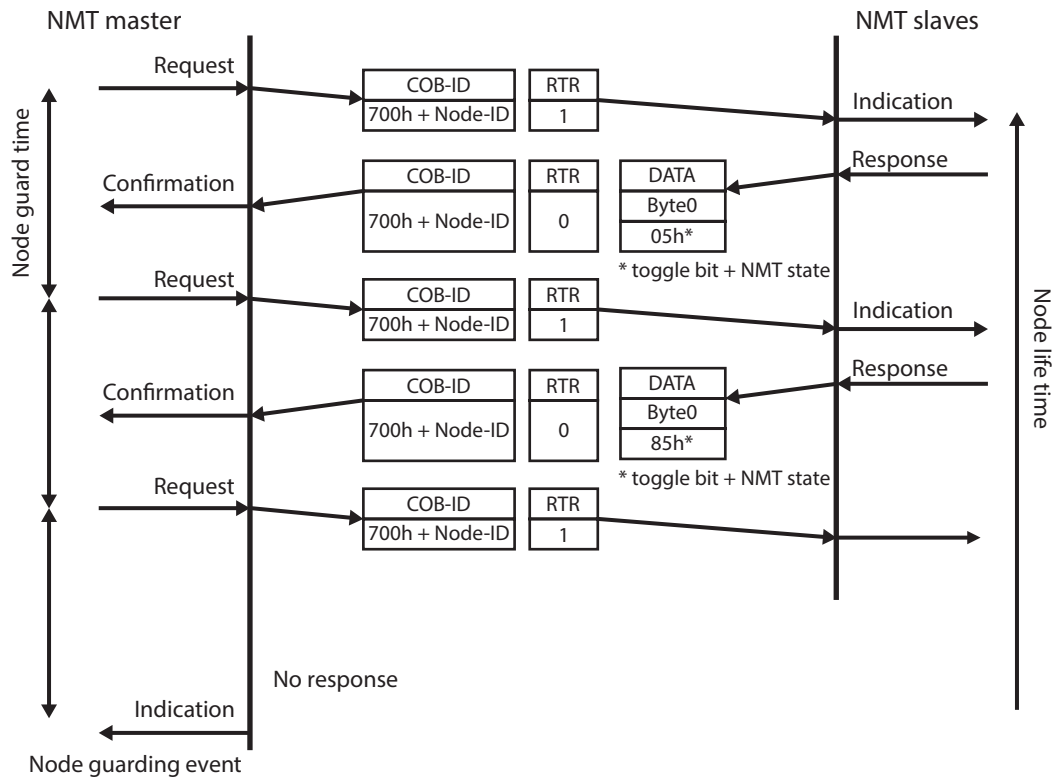 NMT master
NMT slaves
Request
COB-ID
RTR
700h + Node-ID
1
Indication
Node guard time
Confirmation
COB-ID
RTR
DATA
Response
700h + Node-ID
0
Byte0
05h*
* toggle bit + NMT state
Request
COB-ID
RTR
700h + Node-ID
1
Indication
Node life time
Confirmation
COB-ID
RTR
DATA
Response
700h + Node-ID
0
Byte0
85h*
* toggle bit + NMT state
Request
COB-ID
RTR
700h + Node-ID
1
No response
Indication
Node guarding event